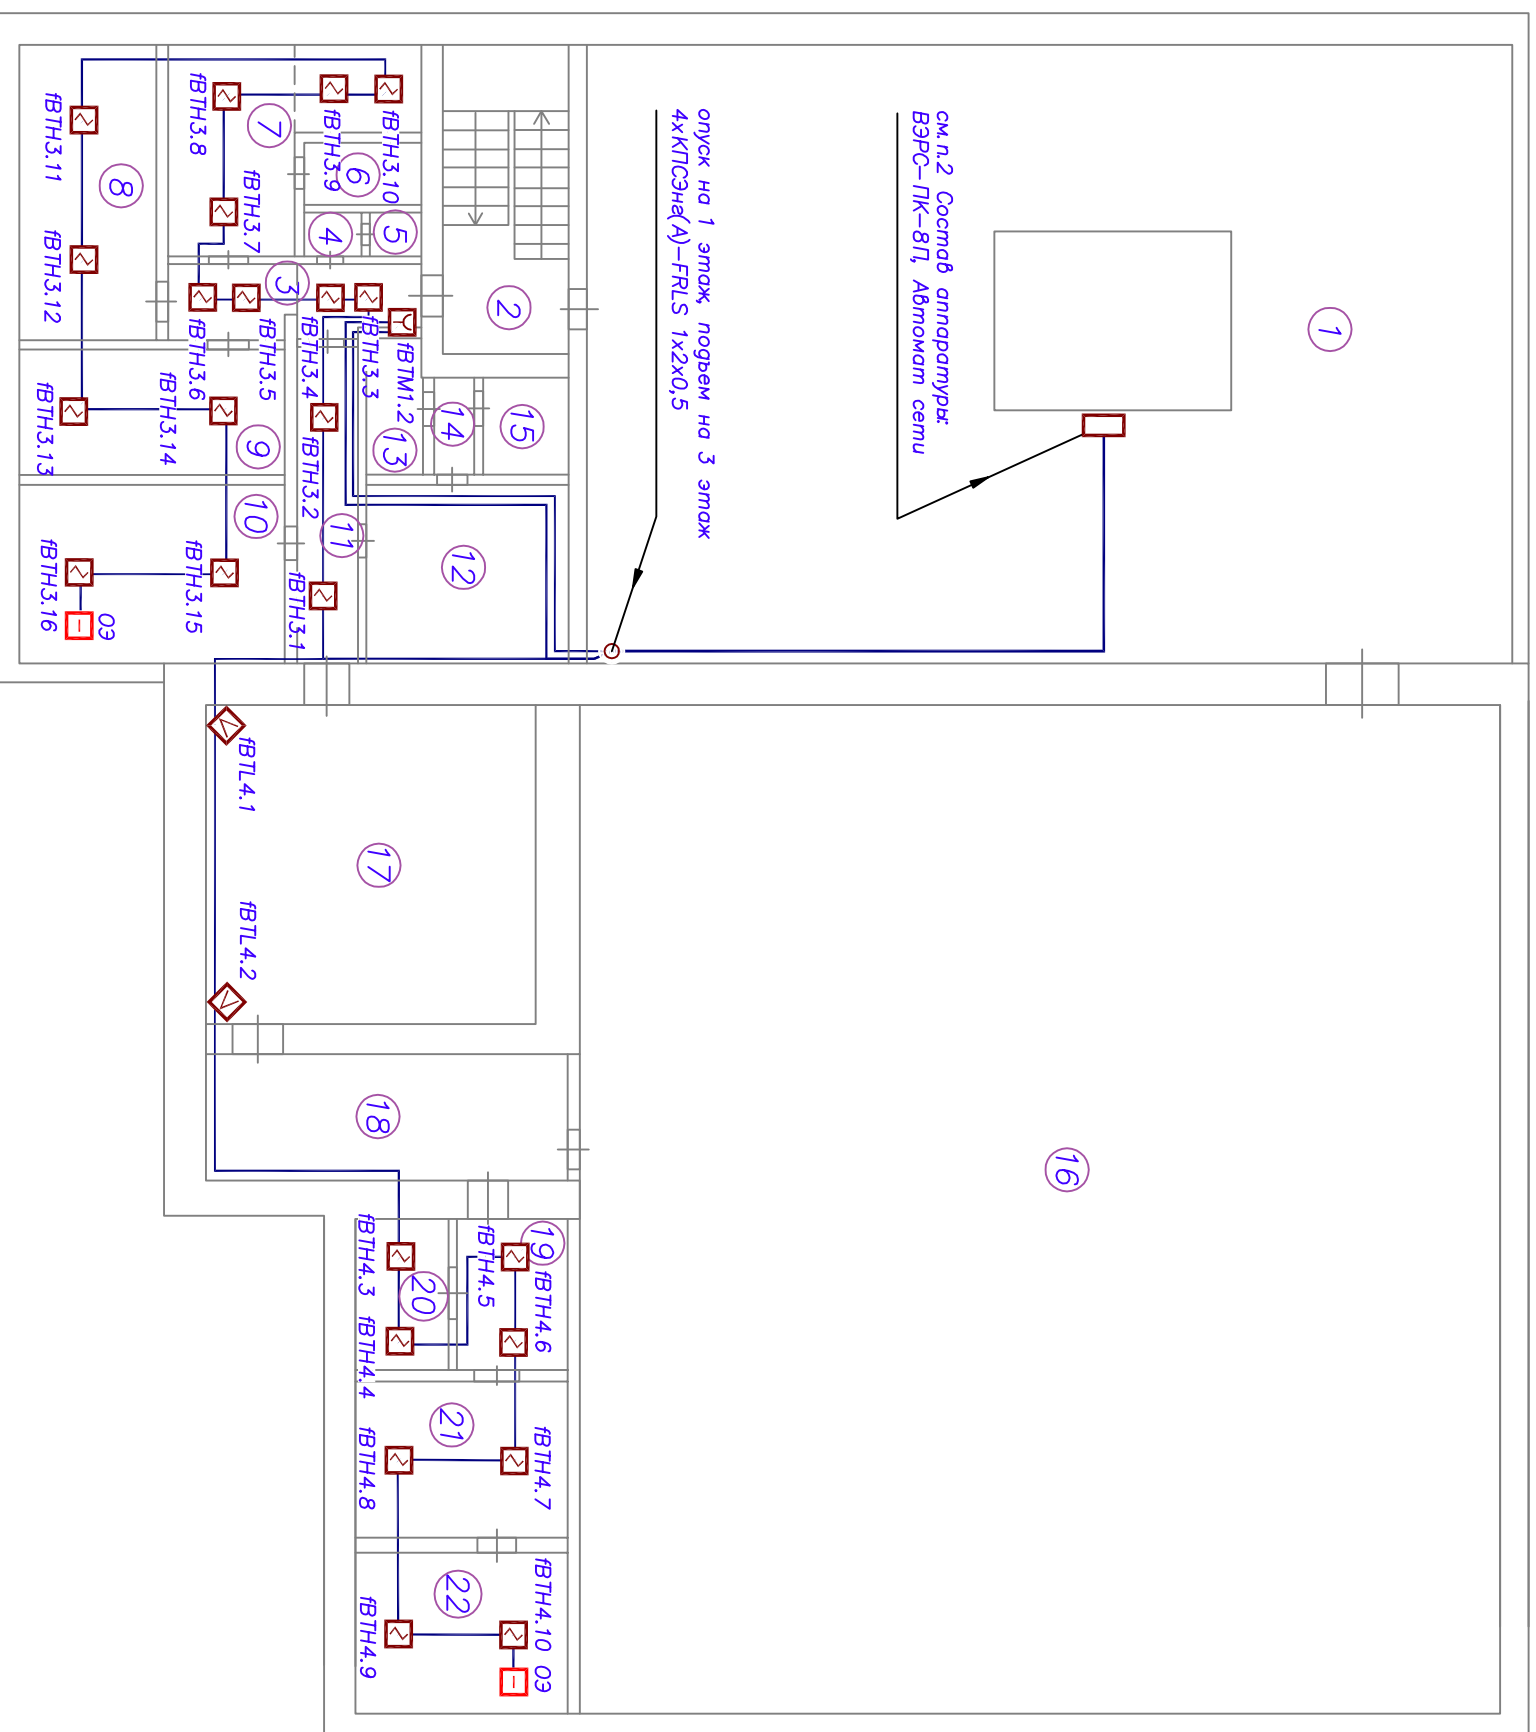 1
см.п.2 Состав аппаратуры:
ВЭРС-ПК-8П, Автомат сети
16
опуск на 1 этаж, подъем на 3 этаж
4хКПСЭнг(А)-FRLS 1х2х0,5
2
15
14
13
12
fBTH3.10
5
6
fBTH3.9
4
fBTM1.2
fBTH3.3
3
fBTH3.4
fBTH3.2
11
fBTH3.1
7
fBTH3.7
fBTH3.5
9
10
fBTH3.8
fBTH3.6
fBTH3.14
fBTH3.15
8
fBTH3.11
fBTH3.12
fBTH3.13
fBTH3.16
ОЭ
17
fBTL4.1
fBTL4.2
18
19
fBTH4.6
fBTH4.7
fBTH4.10
ОЭ
fBTH4.5
20
21
22
fBTH4.3
fBTH4.4
fBTH4.8
fBTH4.9